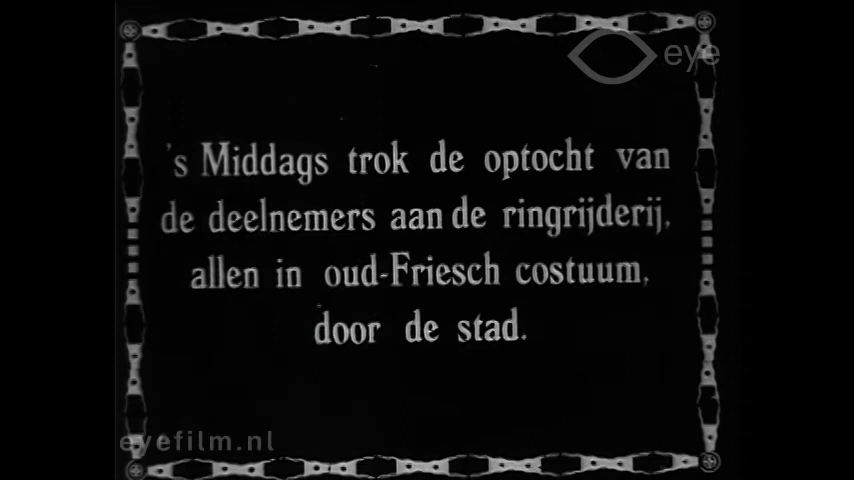 eye
's Middags trok de optocht van
de deelnemers aan de ringrijderij,
allen in oud-Friesch costuum,
door de stad.
eyefilm.nl